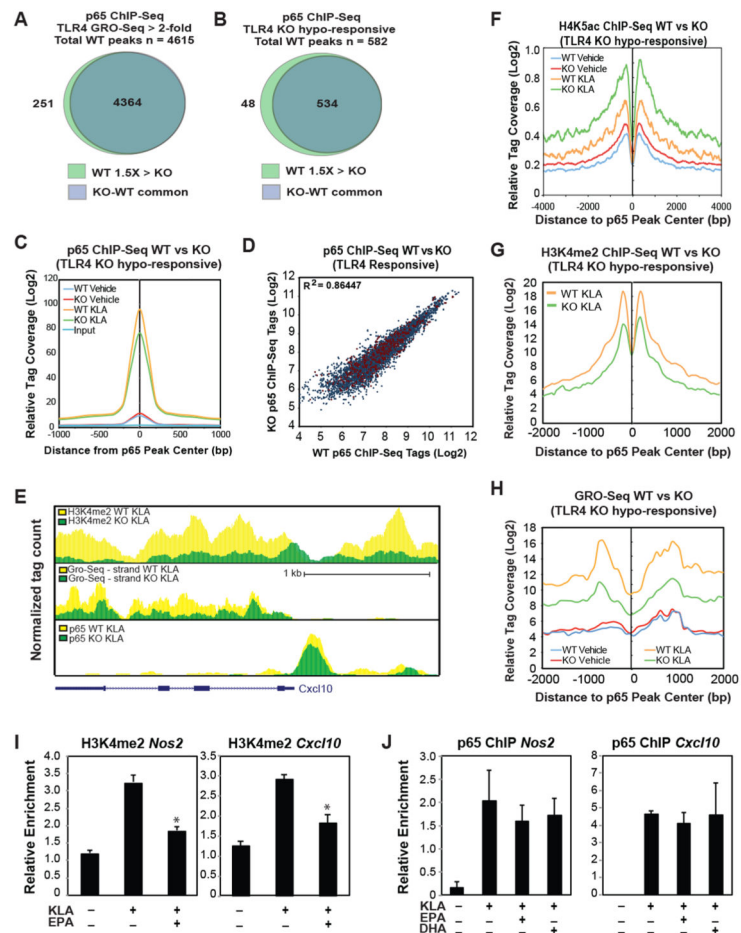 A
p65 ChIP-Seq
TLR4 GRO-Seq > 2-fold
Total WT peaks n = 4615
251
4364
WT 1.5X > KO
KO-WT common
B
p65 ChIP-Seq
TLR4 KO hypo-responsive
Total WT peaks n = 582
48
534
WT 1.5X > KO
KO-WT common
C
p65 ChIP-Seq WT vs KO
(TLR4 KO hypo-responsive)
Relative Tag Coverage (Log2)
120
105
90
75
60
45
30
15
0
WT Vehicle
KO Vehicle
WT KLA
KO KLA
Input
-1000 -500 0 500 1000
Distance from p65 Peak Center (bp)
D
p65 ChIP-Seq WT vs KO
(TLR4 Responsive)
KO p65 ChIP-Seq Tags (Log2)
R² = 0.86447
12
11
10
9
8
7
6
5
4 5 6 7 8 9 10 11 12
WT p65 ChIP-Seq Tags (Log2)
E
Normalized tag count
H3K4me2 WT KLA
H3K4me2 KO KLA
Gro-Seq - strand WT KLA
Gro-Seq - strand KO KLA
1 kb
p65 WT KLA
p65 KO KLA
Cxcl10
F
H4K5ac ChIP-Seq WT vs KO
(TLR4 KO hypo-responsive)
Relative Tag Coverage (Log2)
1.0
0.8
0.6
0.4
0.2
0
WT Vehicle
KO Vehicle
WT KLA
KO KLA
-4000 -2000 0 2000 4000
Distance to p65 Peak Center (bp)
G
H3K4me2 ChIP-Seq WT vs KO
(TLR4 KO hypo-responsive)
Relative Tag Coverage (Log2)
20
16
12
8
4
0
WT KLA
KO KLA
-2000 -1000 0 1000 2000
Distance to p65 Peak Center (bp)
H
GRO-Seq WT vs KO
(TLR4 KO hypo-responsive)
Relative Tag Coverage (Log2)
18
16
14
12
10
8
6
4
2
0
WT Vehicle
KO Vehicle
WT KLA
KO KLA
-2000 -1000 0 1000 2000
Distance to p65 Peak Center (bp)
I
H3K4me2 Nos2
Relative Enrichment
4.0
3.5
3.0
2.5
2.0
1.5
1.0
0.5
0
*
H3K4me2 Cxcl10
3.5
3.0
2.5
2.0
1.5
1.0
0.5
0
*
KLA – + + – + +
EPA – – + – – +
J
p65 ChIP Nos2
Relative Enrichment
3.0
2.5
2.0
1.5
1.0
0.5
0
p65 ChIP Cxcl10
8
7
6
5
4
3
2
1
0
KLA – + + + – + + +
EPA – – + – – – + –
DHA – – – + – – – +